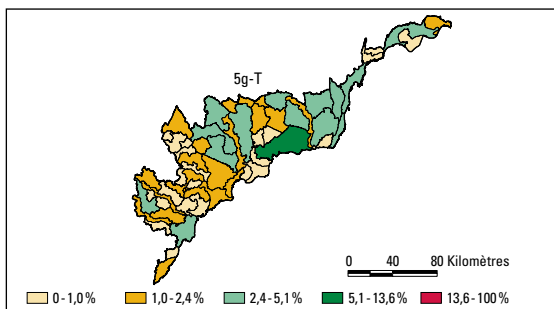 5g-T
0 40 80 Kilomètres
0 - 1,0 % 1,0 - 2,4 % 2,4 - 5,1 % 5,1 - 13,6 % 13,6 - 100 %